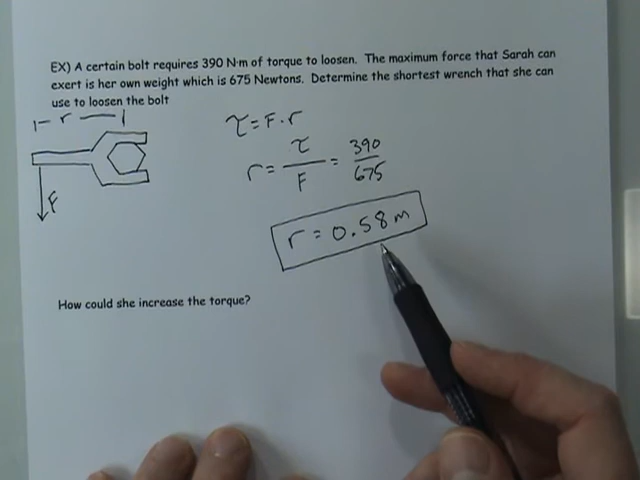 EX) A certain bolt requires 390 N·m of torque to loosen. The maximum force that Sarah can
exert is her own weight which is 675 Newtons. Determine the shortest wrench that she can
use to loosen the bolt
r
τ = F · r
r = τ / F = 390 / 675
F
r = 0.58 m
How could she increase the torque?